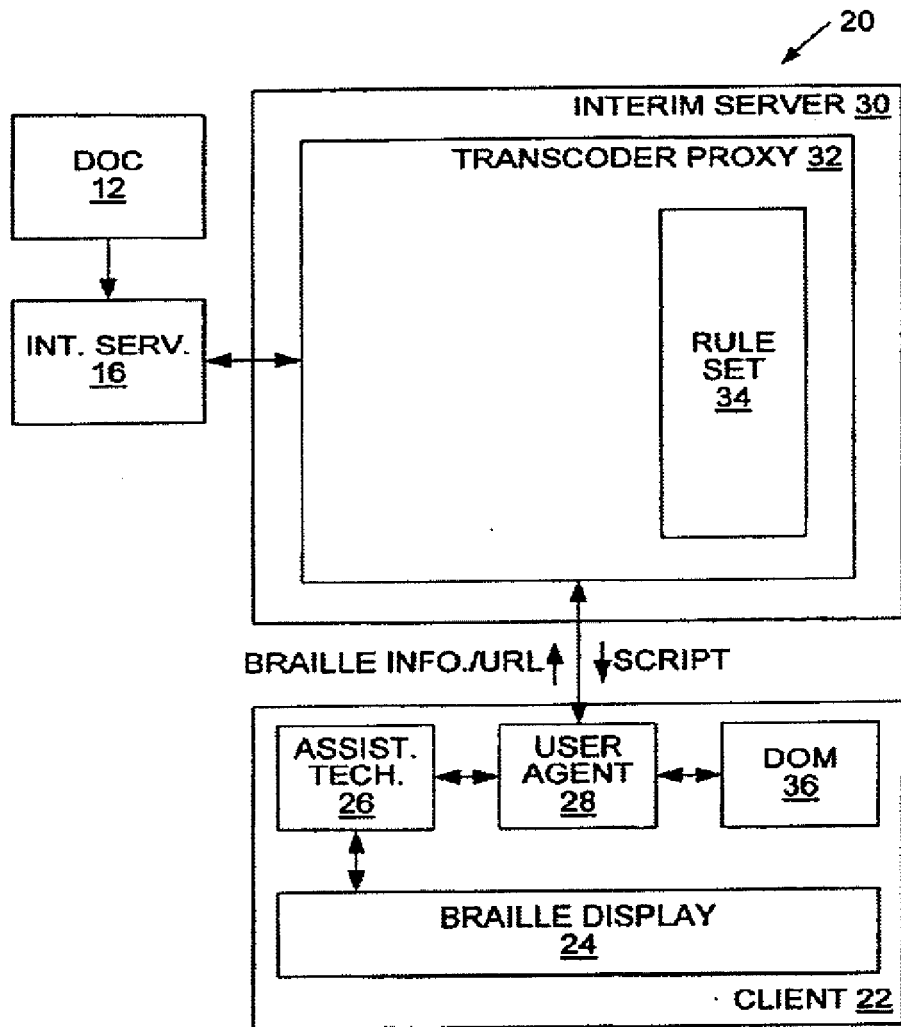 20
INTERIM SERVER 30
DOC
12
TRANSCODER PROXY 32
INT. SERV.
16
RULE
SET
34
BRAILLE INFO./URL
SCRIPT
ASSIST.
TECH.
26
USER
AGENT
28
DOM
36
BRAILLE DISPLAY
24
CLIENT 22